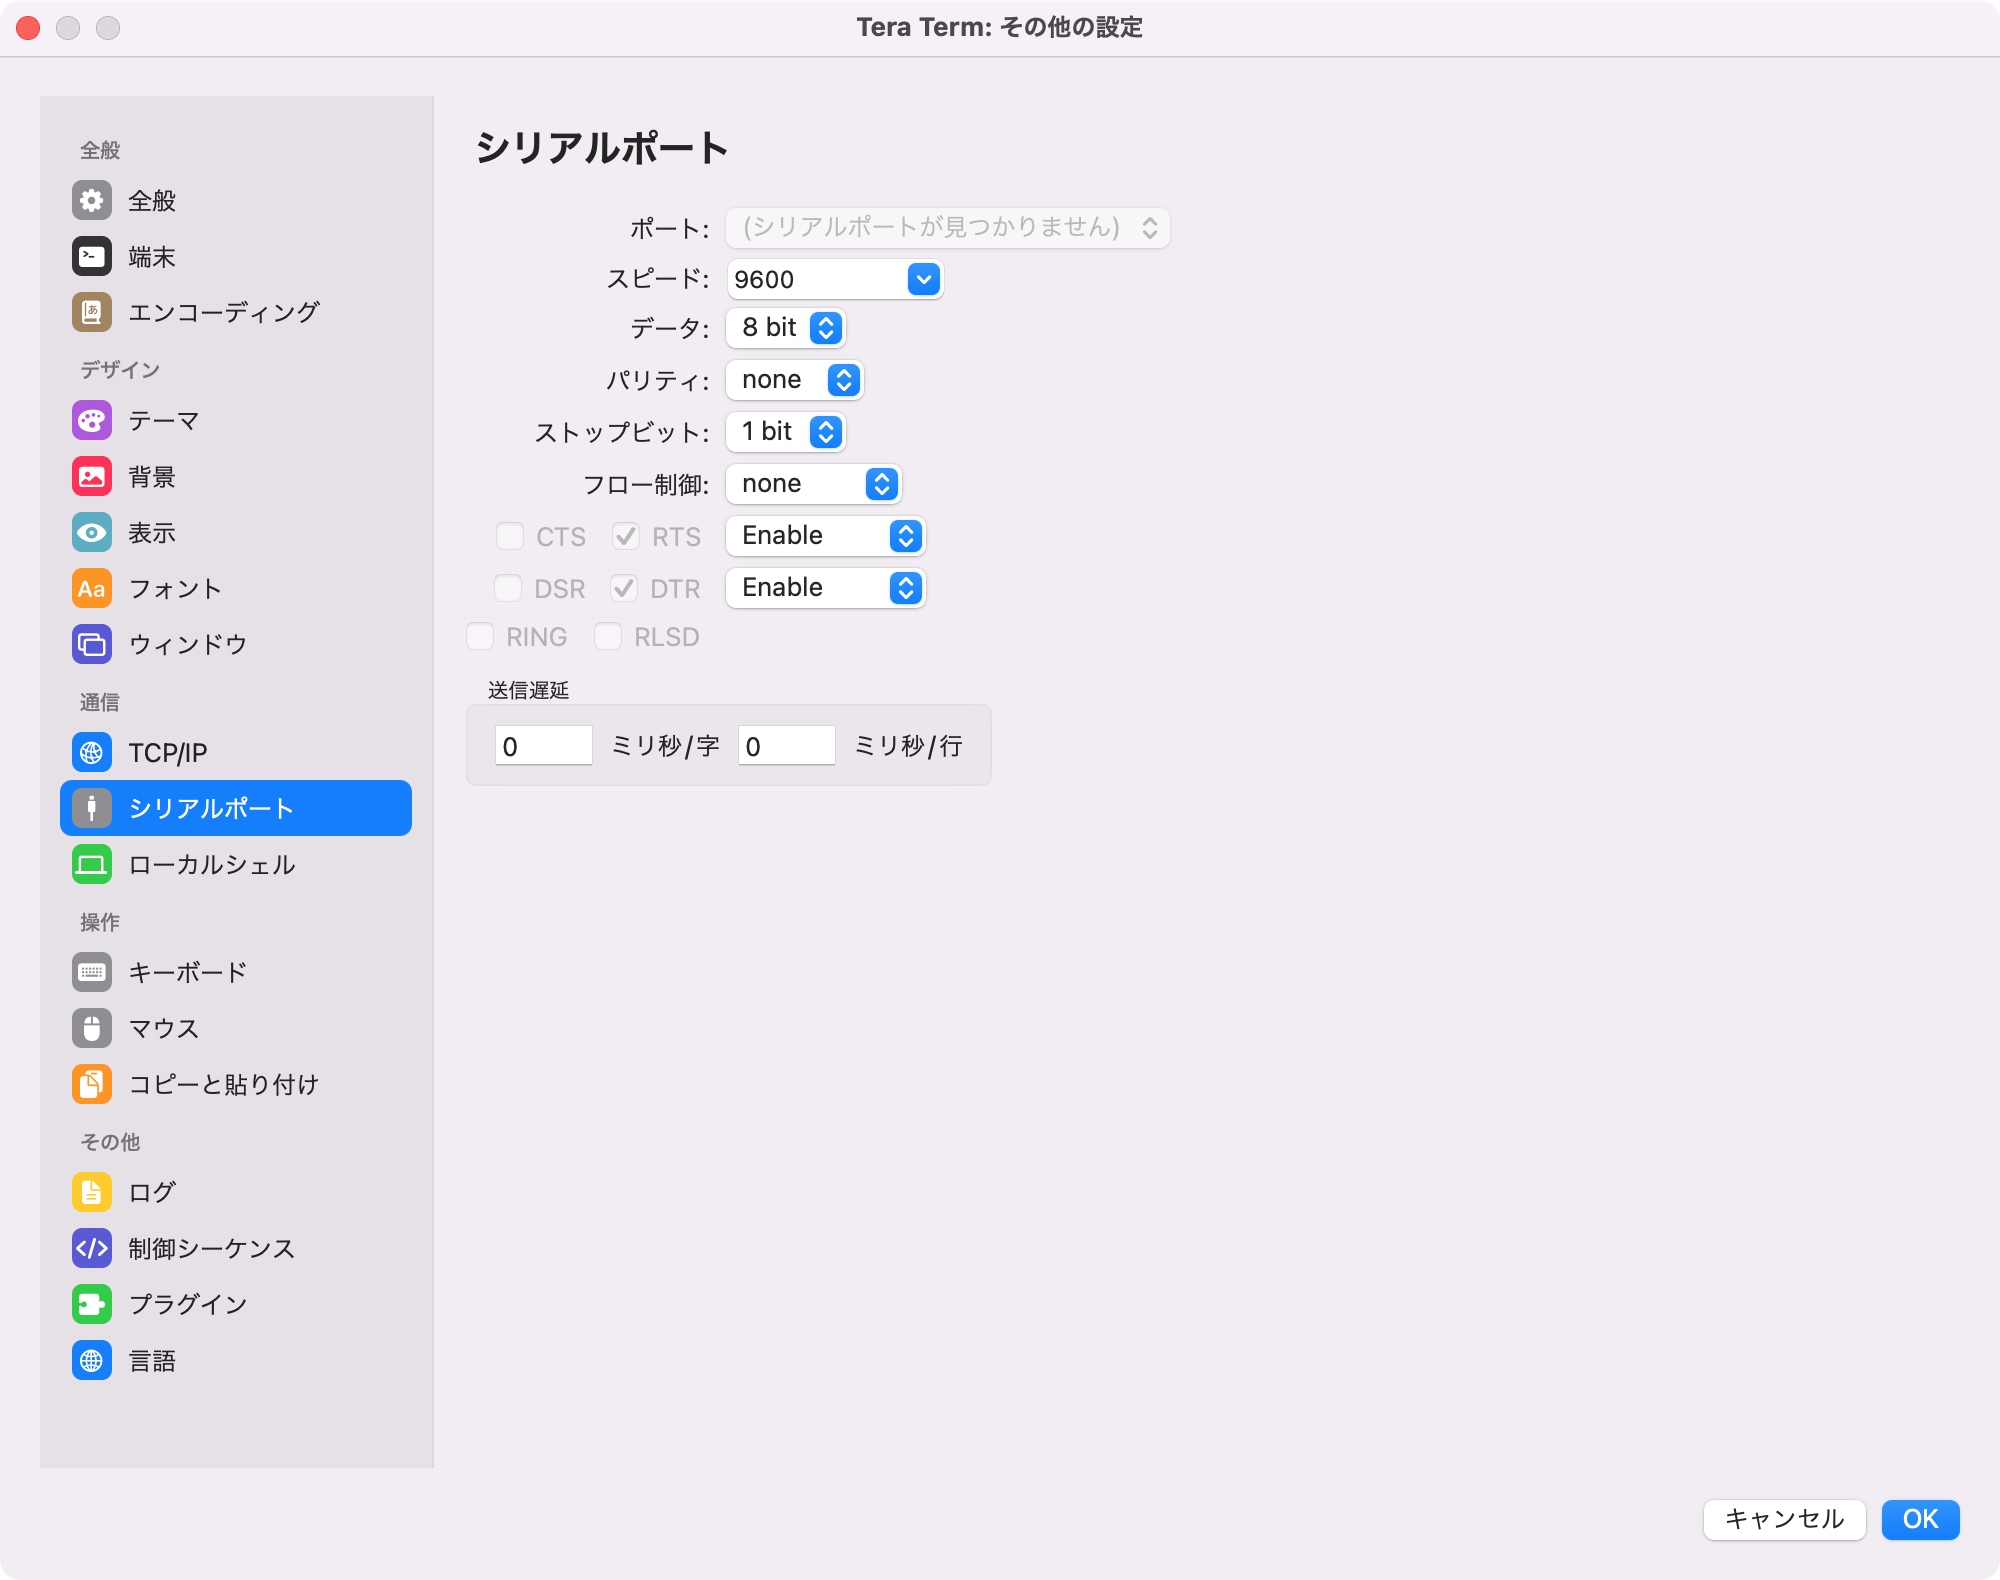 Tera Term: その他の設定
全般
全般
端末
エンコーディング
デザイン
テーマ
背景
表示
Aa フォント
ウィンドウ
通信
TCP/IP
シリアルポート
ローカルシェル
操作
キーボード
マウス
コピーと貼り付け
その他
ログ
制御シーケンス
プラグイン
言語
シリアルポート
ポート: (シリアルポートが見つかりません)
スピード: 9600
データ: 8 bit
パリティ: none
ストップビット: 1 bit
フロー制御: none
CTS RTS Enable
DSR DTR Enable
RING RLSD
送信遅延
0 ミリ秒/字 0 ミリ秒/行
キャンセル OK